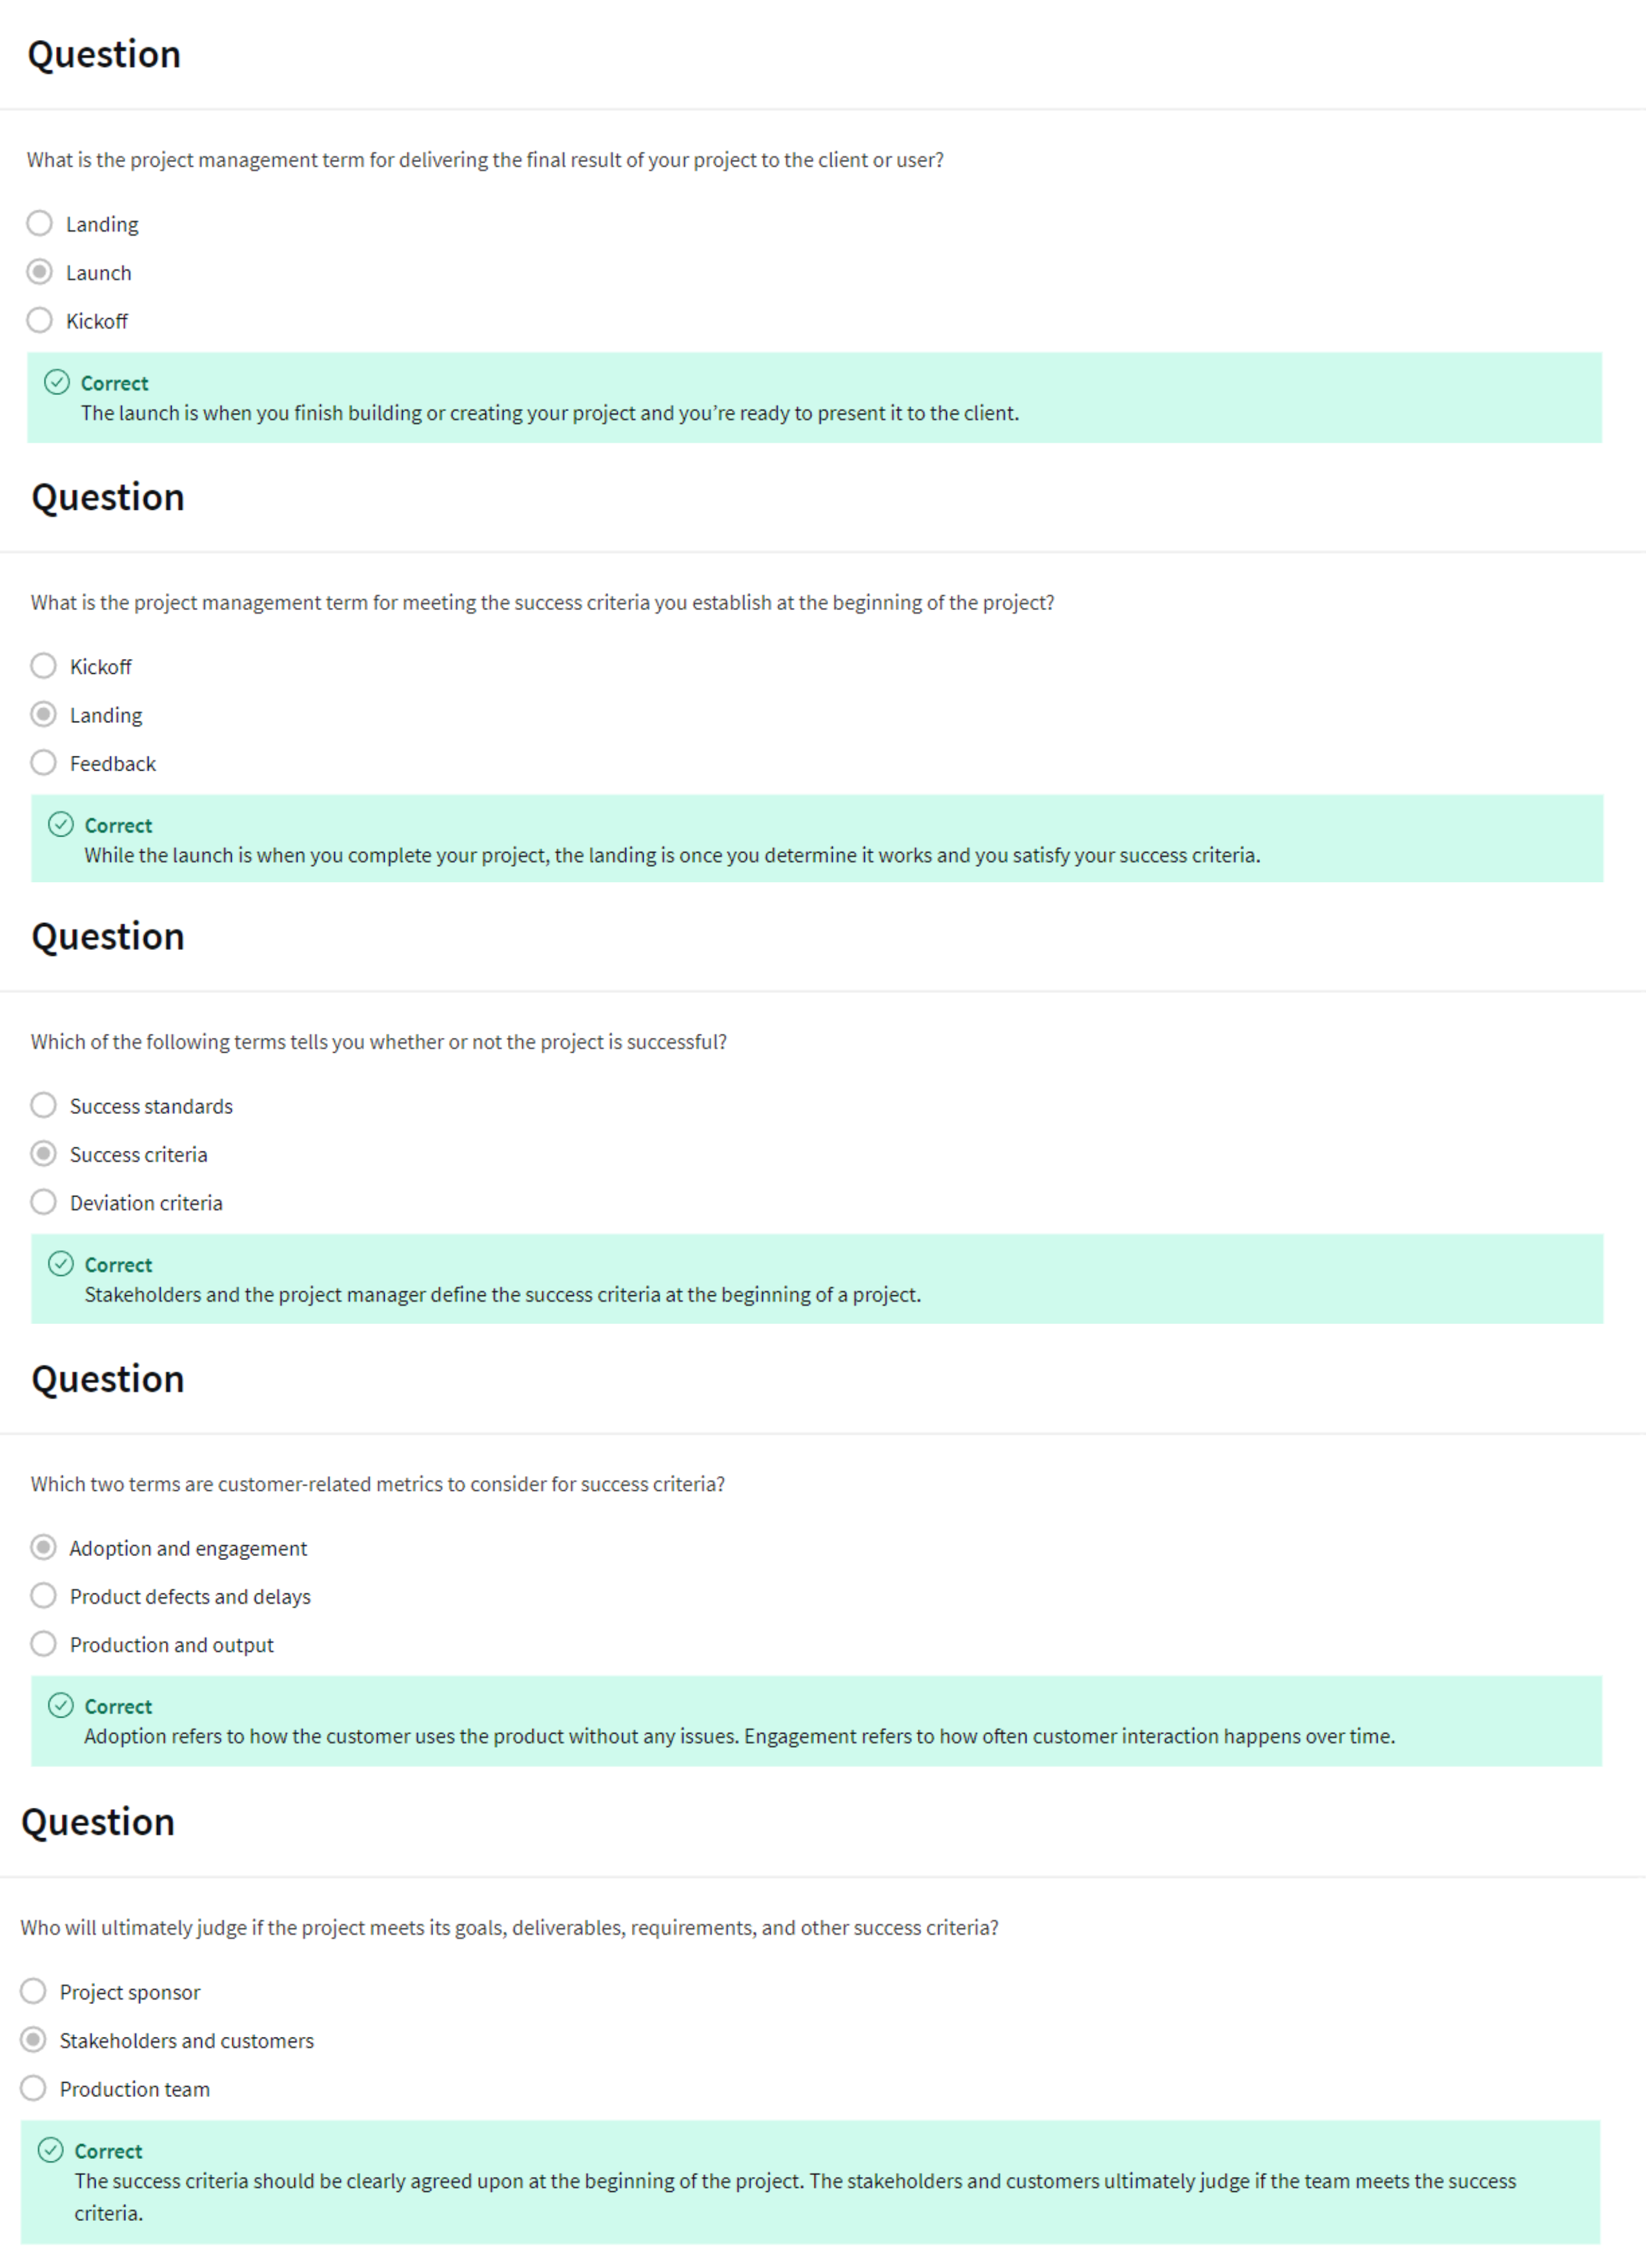 Question
What is the project management term for delivering the final result of your project to the client or user?
Landing
Launch
Kickoff
Correct
The launch is when you finish building or creating your project and you’re ready to present it to the client.
Question
What is the project management term for meeting the success criteria you establish at the beginning of the project?
Kickoff
Landing
Feedback
Correct
While the launch is when you complete your project, the landing is once you determine it works and you satisfy your success criteria.
Question
Which of the following terms tells you whether or not the project is successful?
Success standards
Success criteria
Deviation criteria
Correct
Stakeholders and the project manager define the success criteria at the beginning of a project.
Question
Which two terms are customer-related metrics to consider for success criteria?
Adoption and engagement
Product defects and delays
Production and output
Correct
Adoption refers to how the customer uses the product without any issues. Engagement refers to how often customer interaction happens over time.
Question
Who will ultimately judge if the project meets its goals, deliverables, requirements, and other success criteria?
Project sponsor
Stakeholders and customers
Production team
Correct
The success criteria should be clearly agreed upon at the beginning of the project. The stakeholders and customers ultimately judge if the team meets the success
criteria.